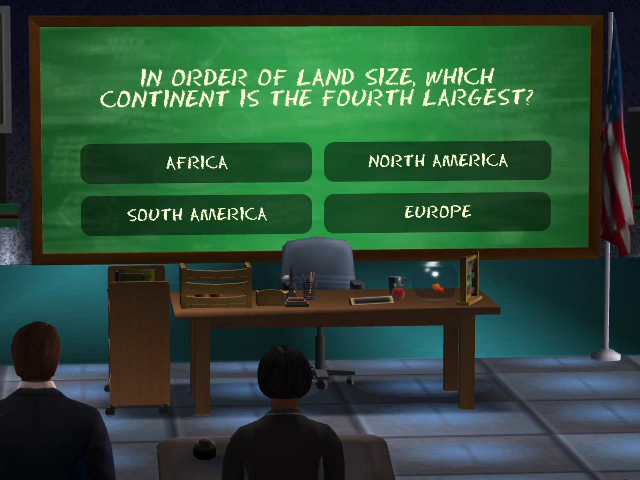 IN ORDER OF LAND SIZE, WHICH
CONTINENT IS THE FOURTH LARGEST?
AFRICA
NORTH AMERICA
SOUTH AMERICA
EUROPE